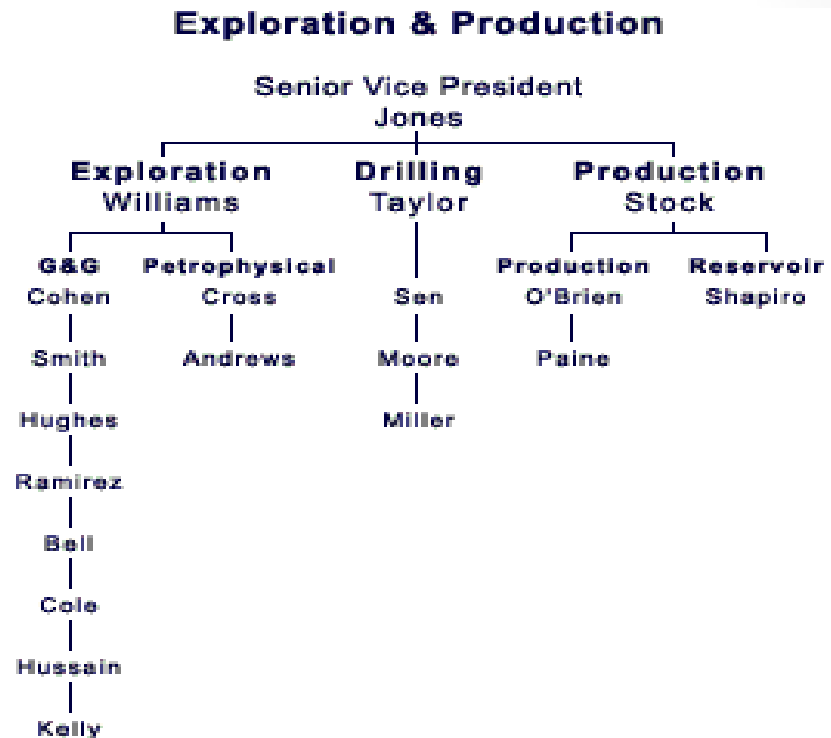 Exploration & Production
Senior Vice President
Jones
Exploration Drilling Production
Williams Taylor Stock
G&G Petrophysical Production Reservoir
Cohen Cross Sen O'Brien Shapiro
Smith Andrews Moore Paine
Hughes Miller
Ramirez
Bell
Cole
Hussain
Kelly